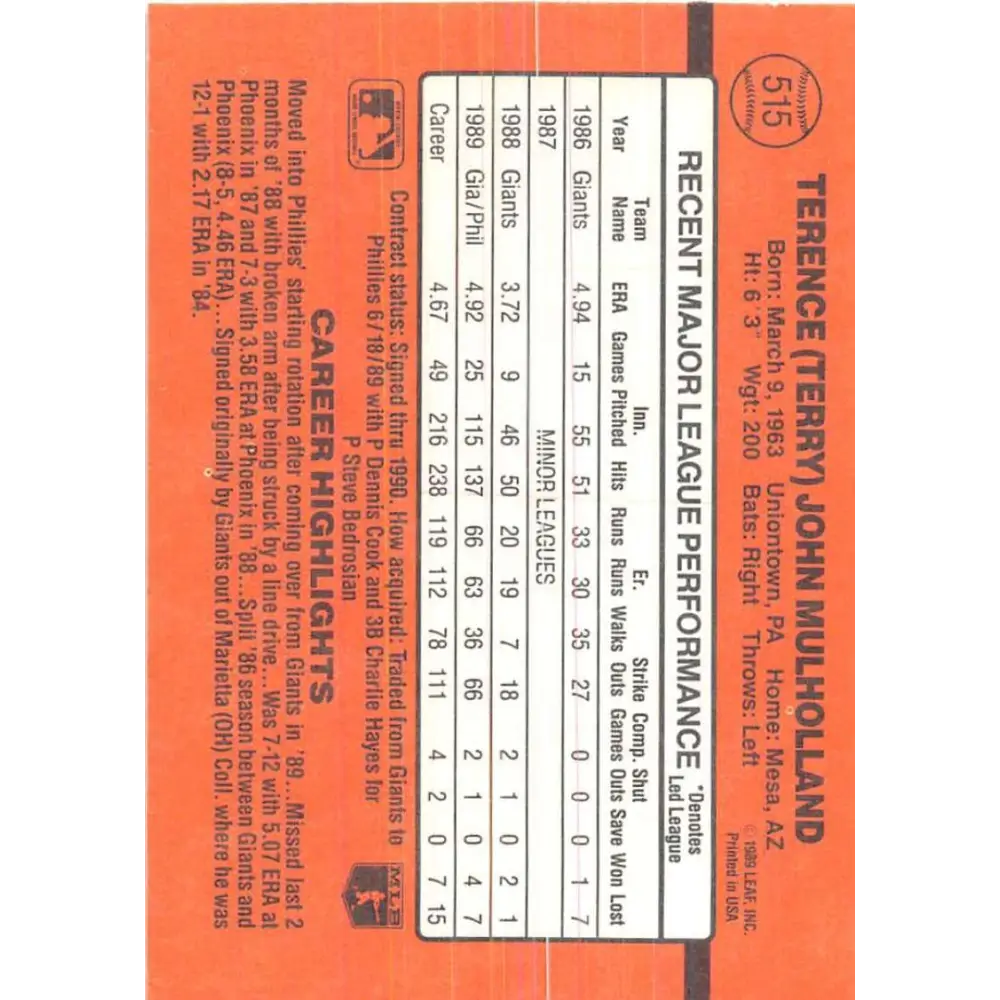 515
TERENCE (TERRY) JOHN MULHOLLAND
Born: March 9, 1963 Uniontown, PA Home: Mesa, AZ
Ht: 6'3" Wgt: 200 Bats: Right Throws: Left
© 1989 LEAF, INC.
Printed in USA
RECENT MAJOR LEAGUE PERFORMANCE *Denotes Led League
Team Inn. Er. Strike Comp. Shut
Year Name ERA Games Pitched Hits Runs Runs Walks Outs Games Outs Save Won Lost
1986 Giants 4.94 15 55 51 33 30 35 27 0 0 0 1 7
1987 MINOR LEAGUES
1988 Giants 3.72 9 46 50 20 19 7 18 2 1 0 2 1
1989 Gia/Phil 4.92 25 115 137 66 63 36 66 2 1 0 4 7
Career 4.67 49 216 238 119 112 78 111 4 2 0 7 15
Contract status: Signed thru 1990. How acquired: Traded from Giants to
Phillies 6/18/89 with P Dennis Cook and 3B Charlie Hayes for
P Steve Bedrosian
MLB
CAREER HIGHLIGHTS
Moved into Phillies' starting rotation after coming over from Giants in '89...Missed last 2
months of '88 with broken arm after being struck by a line drive...Was 7-12 with 5.07 ERA at
Phoenix in '87 and 7-3 with 3.58 ERA at Phoenix in '88...Split '86 season between Giants and
Phoenix (8-5, 4.46 ERA)...Signed originally by Giants out of Marietta (OH) Coll. where he was
12-1 with 2.17 ERA in '84.